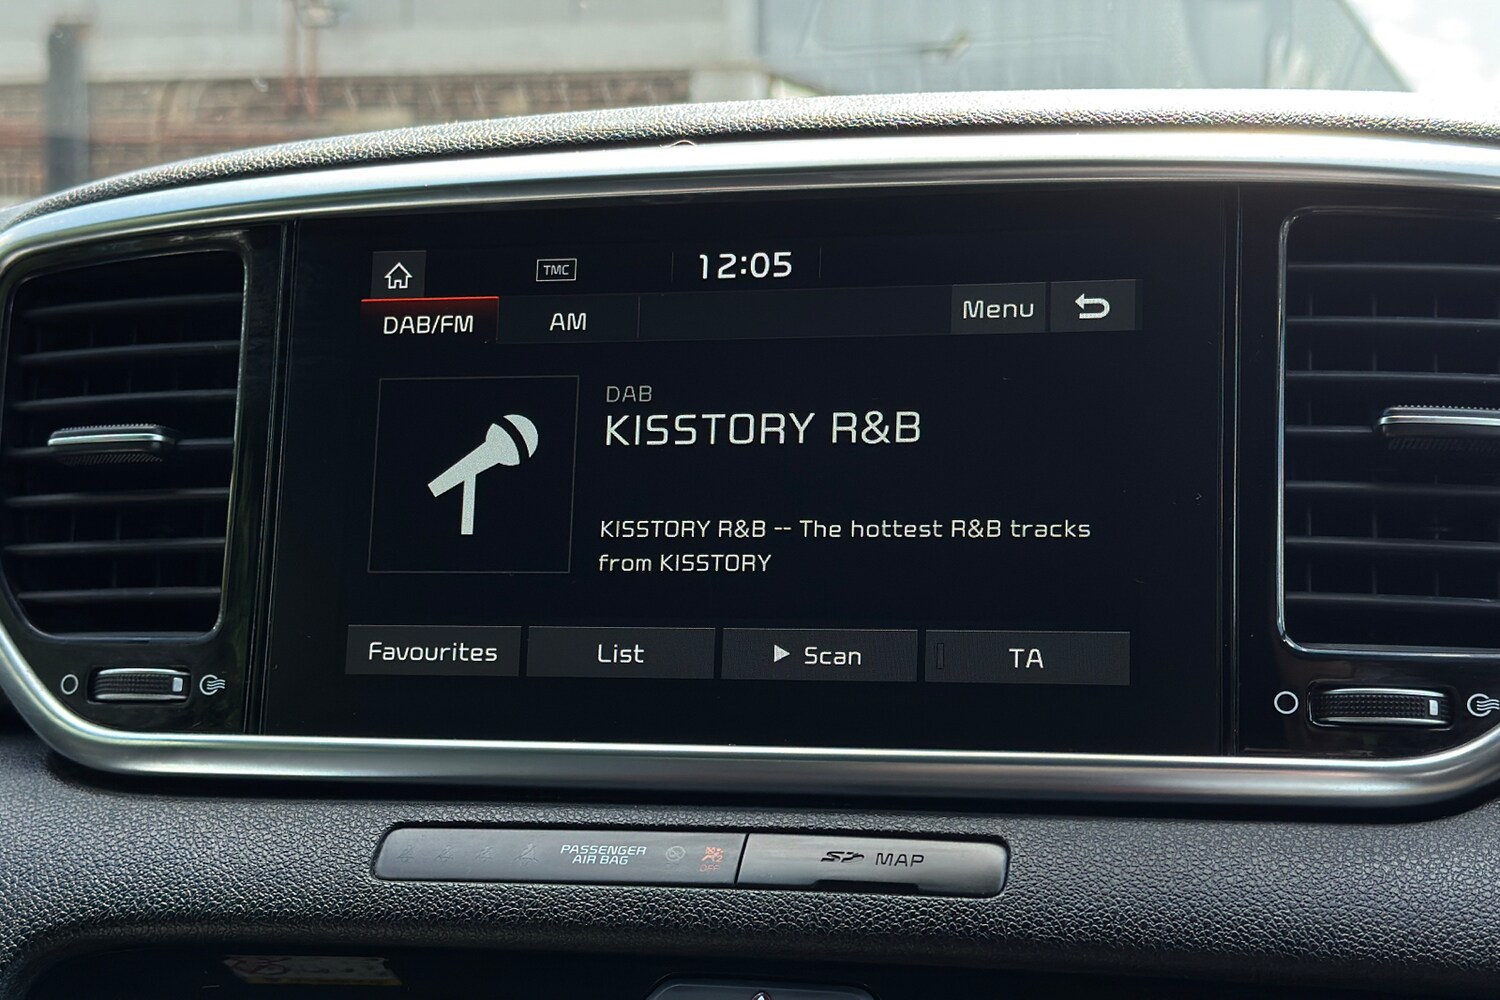 TMC
12:05
DAB/FM
AM
Menu
DAB
KISSTORY R&B
KISSTORY R&B -- The hottest R&B tracks
from KISSTORY
Favourites
List
Scan
TA
PASSENGER
AIR BAG
SD MAP